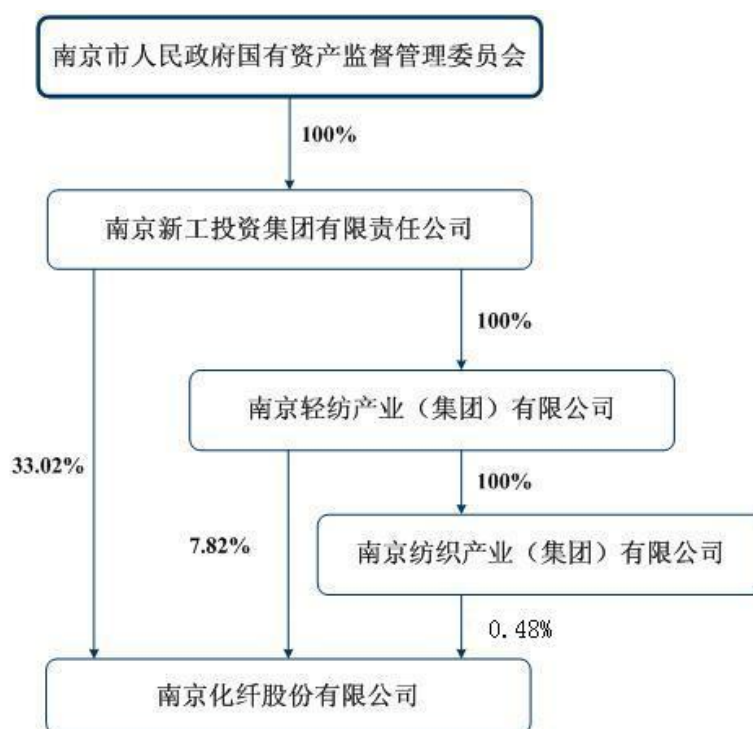 南京市人民政府国有资产监督管理委员会
100%
南京新工投资集团有限责任公司
100%
南京轻纺产业（集团）有限公司
33.02%
100%
7.82%
南京纺织产业（集团）有限公司
0.48%
南京化纤股份有限公司